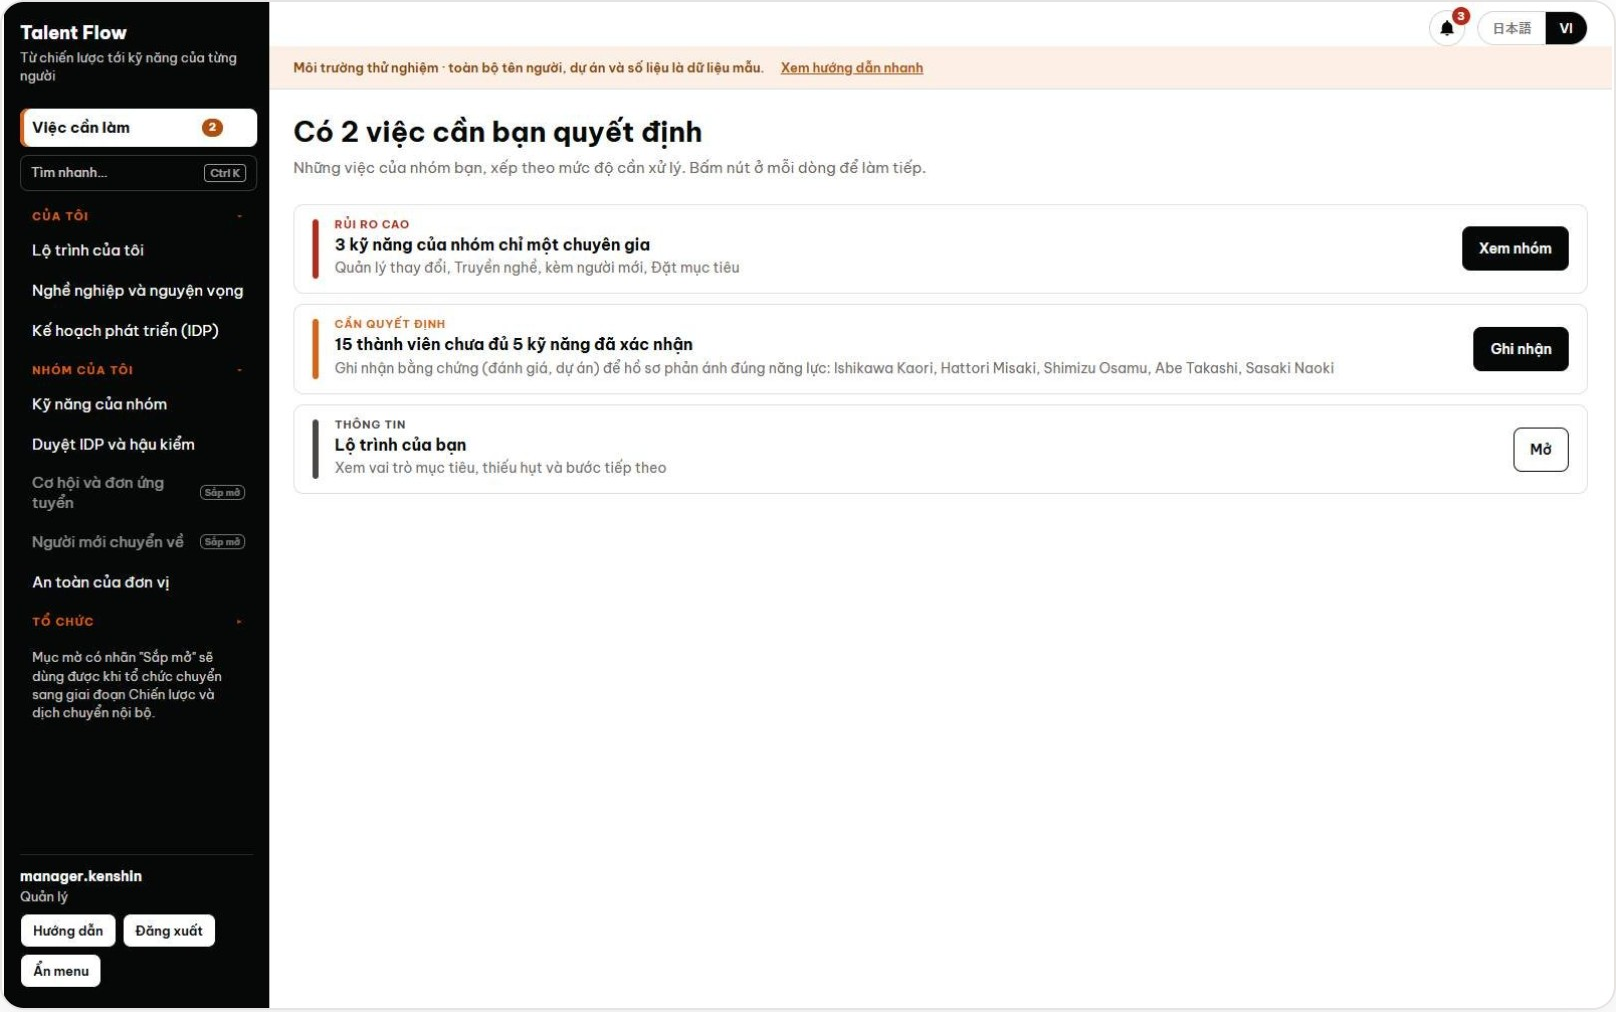 Talent Flow
Từ chiến lược tới kỹ năng của từng
người
Việc cần làm 2
Tìm nhanh... Ctrl K
CỦA TÔI
Lộ trình của tôi
Nghề nghiệp và nguyện vọng
Kế hoạch phát triển (IDP)
NHÓM CỦA TÔI
Kỹ năng của nhóm
Duyệt IDP và hậu kiểm
Cơ hội và đơn ứng
tuyển
Sắp mở
Người mới chuyển về Sắp mở
An toàn của đơn vị
TỔ CHỨC
Mục mờ có nhãn "Sắp mở" sẽ
dùng được khi tổ chức chuyển
sang giai đoạn Chiến lược và
dịch chuyển nội bộ.
manager.kenshin
Quản lý
Hướng dẫn Đăng xuất
Ẩn menu
3
日本語 VI
Môi trường thử nghiệm · toàn bộ tên người, dự án và số liệu là dữ liệu mẫu. Xem hướng dẫn nhanh
Có 2 việc cần bạn quyết định
Những việc của nhóm bạn, xếp theo mức độ cần xử lý. Bấm nút ở mỗi dòng để làm tiếp.
RỦI RO CAO
3 kỹ năng của nhóm chỉ một chuyên gia
Quản lý thay đổi, Truyền nghề, kèm người mới, Đặt mục tiêu
Xem nhóm
CẦN QUYẾT ĐỊNH
15 thành viên chưa đủ 5 kỹ năng đã xác nhận
Ghi nhận bằng chứng (đánh giá, dự án) để hồ sơ phản ánh đúng năng lực: Ishikawa Kaori, Hattori Misaki, Shimizu Osamu, Abe Takashi, Sasaki Naoki
Ghi nhận
THÔNG TIN
Lộ trình của bạn
Xem vai trò mục tiêu, thiếu hụt và bước tiếp theo
Mở